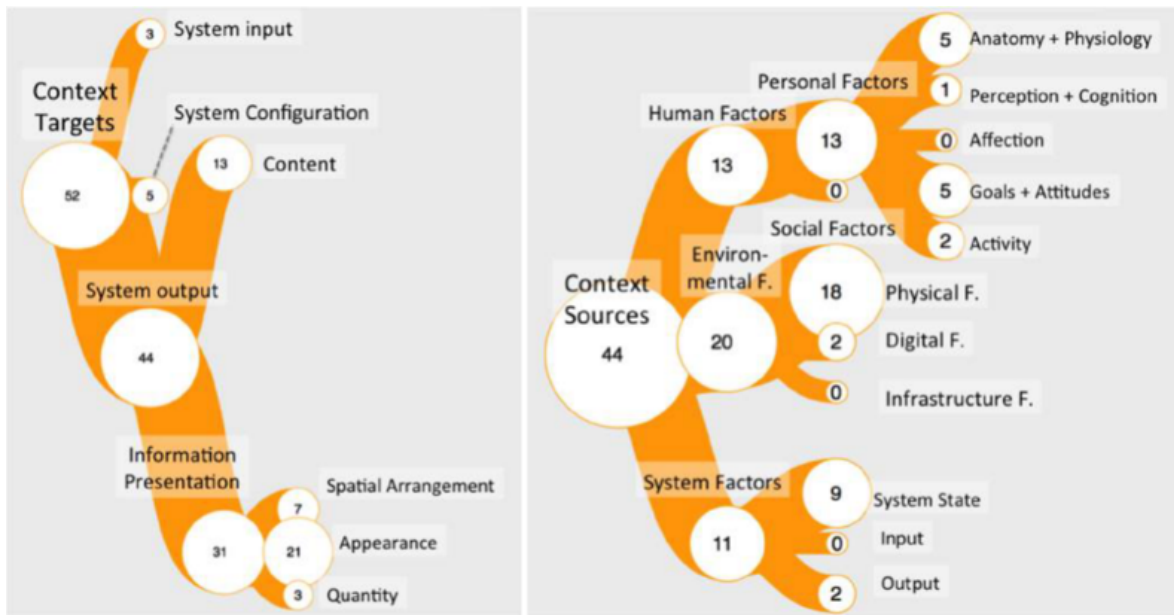 3
System input
Context
Targets
System Configuration
52
5
13
Content
System output
44
Information
Presentation
Spatial Arrangement
7
31
21
Appearance
3
Quantity
5
Anatomy + Physiology
Personal Factors
1
Perception + Cognition
Human Factors
13
13
0
Affection
0
5
Goals + Attitudes
Social Factors
2
Activity
Environ-
mental F.
Context
Sources
44
20
18
Physical F.
2
Digital F.
0
Infrastructure F.
System Factors
9
System State
11
0
Input
2
Output